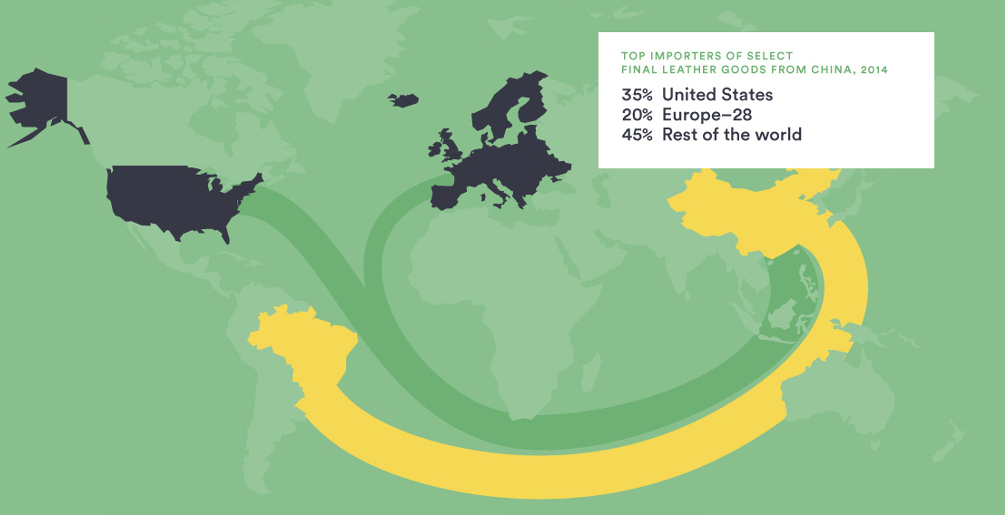 TOP IMPORTERS OF SELECT
FINAL LEATHER GOODS FROM CHINA, 2014
35% United States
20% Europe–28
45% Rest of the world